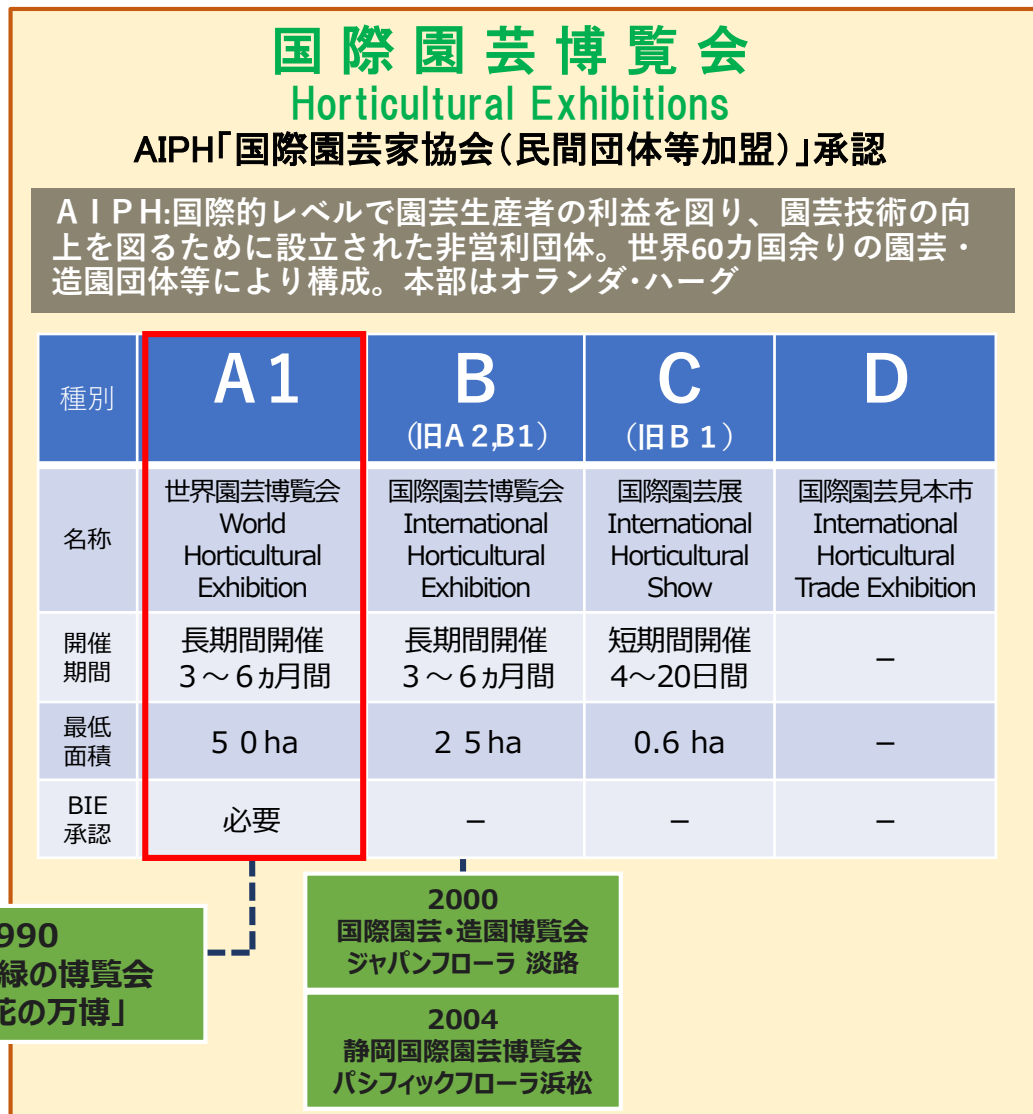 国際園芸博覧会
Horticultural Exhibitions
AIPH「国際園芸家協会（民間団体等加盟）」承認
ＡＩＰＨ:国際的レベルで園芸生産者の利益を図り、園芸技術の向
上を図るために設立された非営利団体。世界60カ国余りの園芸・
造園団体等により構成。本部はオランダ・ハーグ
種別
A1
B
（旧A２,B1）
C
（旧B１）
D
名称
世界園芸博覧会
World
Horticultural
Exhibition
国際園芸博覧会
International
Horticultural
Exhibition
国際園芸展
International
Horticultural
Show
国際園芸見本市
International
Horticultural
Trade Exhibition
開催
期間
長期間開催
３～６ヵ月間
長期間開催
３～６ヵ月間
短期間開催
4～20日間
－
最低
面積
５０ha
２５ha
0.6 ha
－
BIE
承認
必要
－
－
－
990
緑の博覧会
花の万博」
2000
国際園芸・造園博覧会
ジャパンフローラ 淡路
2004
静岡国際園芸博覧会
パシフィックフローラ浜松